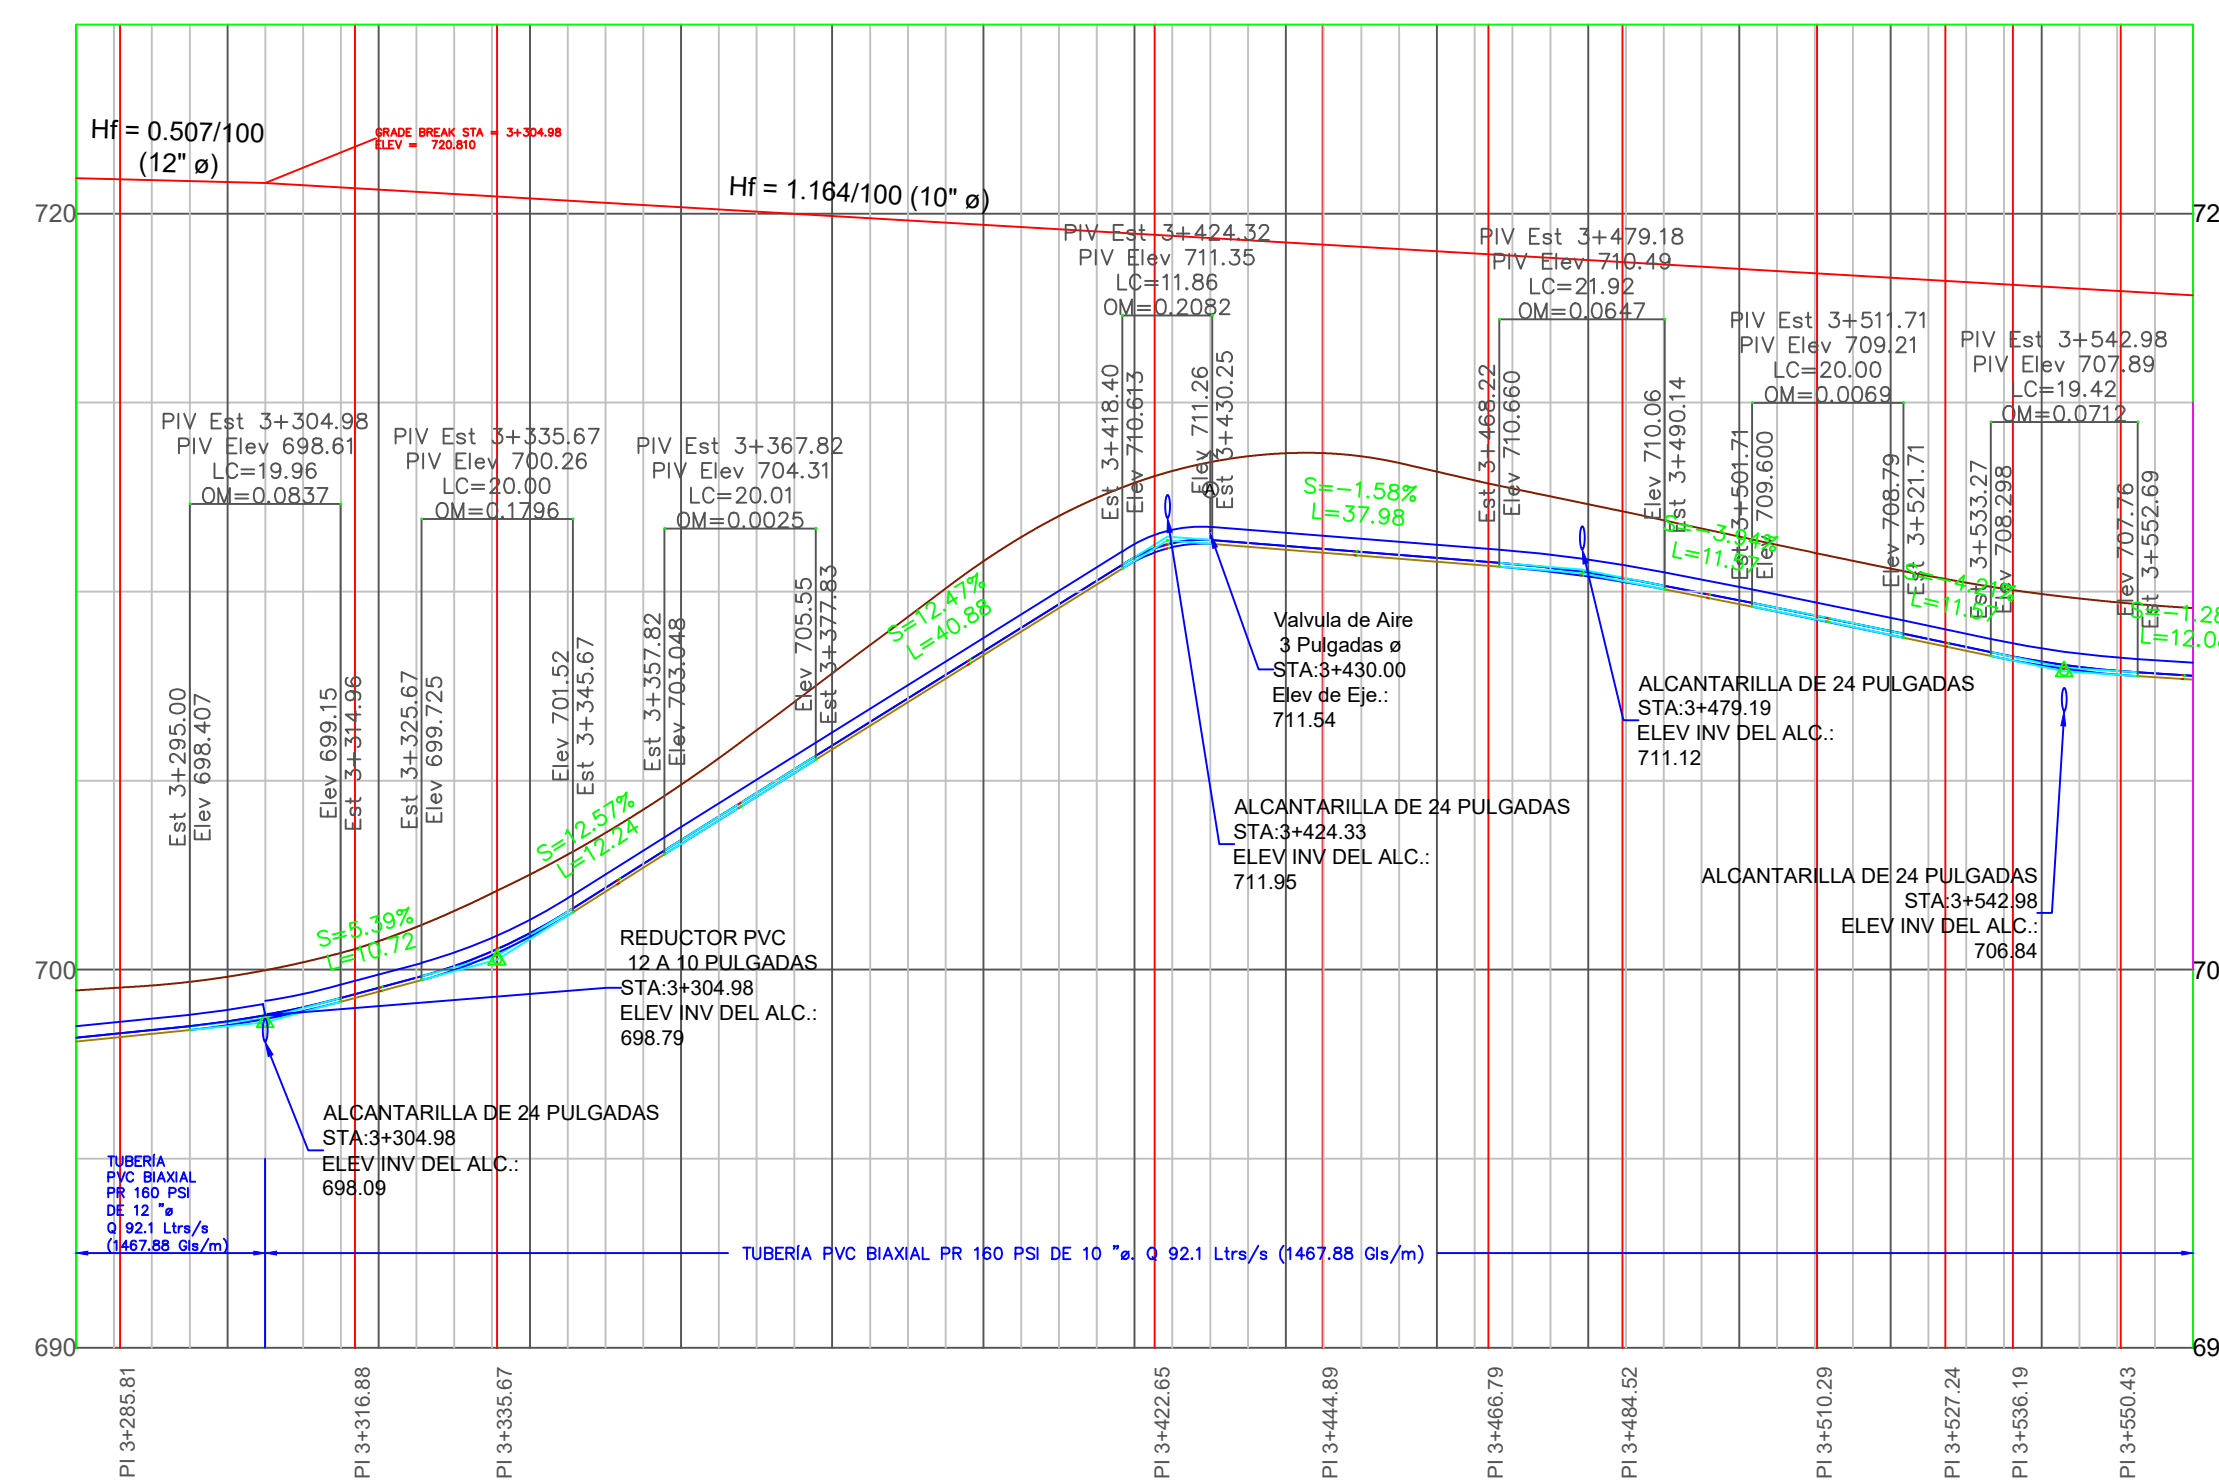 Hf = 0.507/100
(12" ø)
GRADE BREAK STA = 3+304.98
ELEV = 720.810
Hf = 1.164/100 (10" ø)
720
72
PIV Est 3+304.98
PIV Elev 698.61
LC=19.96
OM=0.0837
PIV Est 3+335.67
PIV Elev 700.26
LC=20.00
OM=0.1796
PIV Est 3+367.82
PIV Elev 704.31
LC=20.01
OM=0.0025
PIV Est 3+424.32
PIV Elev 711.35
LC=11.86
OM=0.2082
PIV Est 3+479.18
PIV Elev 710.49
LC=21.92
OM=0.0647
PIV Est 3+511.71
PIV Elev 709.21
LC=20.00
OM=0.0069
PIV Est 3+542.98
PIV Elev 707.89
LC=19.42
OM=0.0712
Est 3+295.00
Elev 698.407
Elev 699.15
Est 3+314.96
Est 3+325.67
Elev 699.725
Elev 701.52
Est 3+345.67
Est 3+357.82
Elev 703.048
Elev 705.55
Est 3+377.83
Est 3+418.40
Elev 710.613
Elev 711.26
Est 3+430.25
Est 3+468.22
Elev 710.660
Elev 710.06
Est 3+490.14
Est 3+501.71
Elev 709.600
Elev 708.79
Est 3+521.71
Est 3+533.27
Elev 708.298
Elev 707.76
Est 3+552.69
S=5.39%
L=10.72
S=12.57%
L=12.24
S=12.47%
L=40.88
S=-1.58%
L=37.98
S=-3.94%
L=11.57
S=-4.21%
L=11.57
S=-1.28
L=12.0
A
Valvula de Aire
3 Pulgadas ø
STA:3+430.00
Elev de Eje.:
711.54
ALCANTARILLA DE 24 PULGADAS
STA:3+479.19
ELEV INV DEL ALC.:
711.12
ALCANTARILLA DE 24 PULGADAS
STA:3+424.33
ELEV INV DEL ALC.:
711.95
ALCANTARILLA DE 24 PULGADAS
STA:3+542.98
ELEV INV DEL ALC.:
706.84
REDUCTOR PVC
12 A 10 PULGADAS
STA:3+304.98
ELEV INV DEL ALC.:
698.79
700
70
ALCANTARILLA DE 24 PULGADAS
STA:3+304.98
ELEV INV DEL ALC.:
698.09
TUBERÍA
PVC BIAXIAL
PR 160 PSI
DE 12 "ø
Q 92.1 Ltrs/s
(1467.88 Gls/m)
TUBERÍA PVC BIAXIAL PR 160 PSI DE 10 "ø. Q 92.1 Ltrs/s (1467.88 Gls/m)
690
69
PI 3+285.81
PI 3+316.88
PI 3+335.67
PI 3+422.65
PI 3+444.89
PI 3+466.79
PI 3+484.52
PI 3+510.29
PI 3+527.24
PI 3+536.19
PI 3+550.43